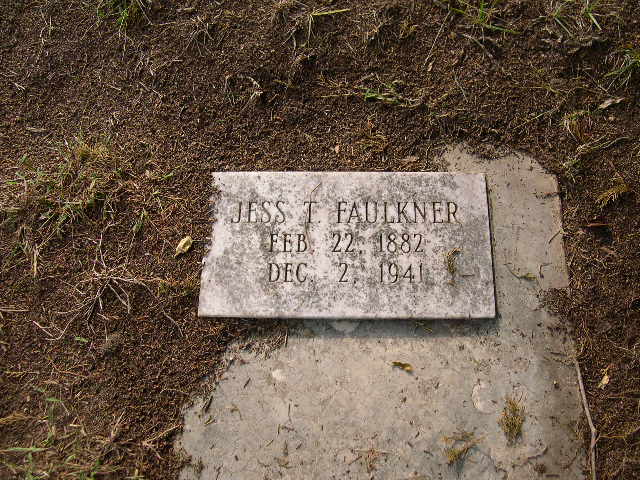 JESS T. FAULKNER
FEB. 22, 1882
DEC. 2, 1941